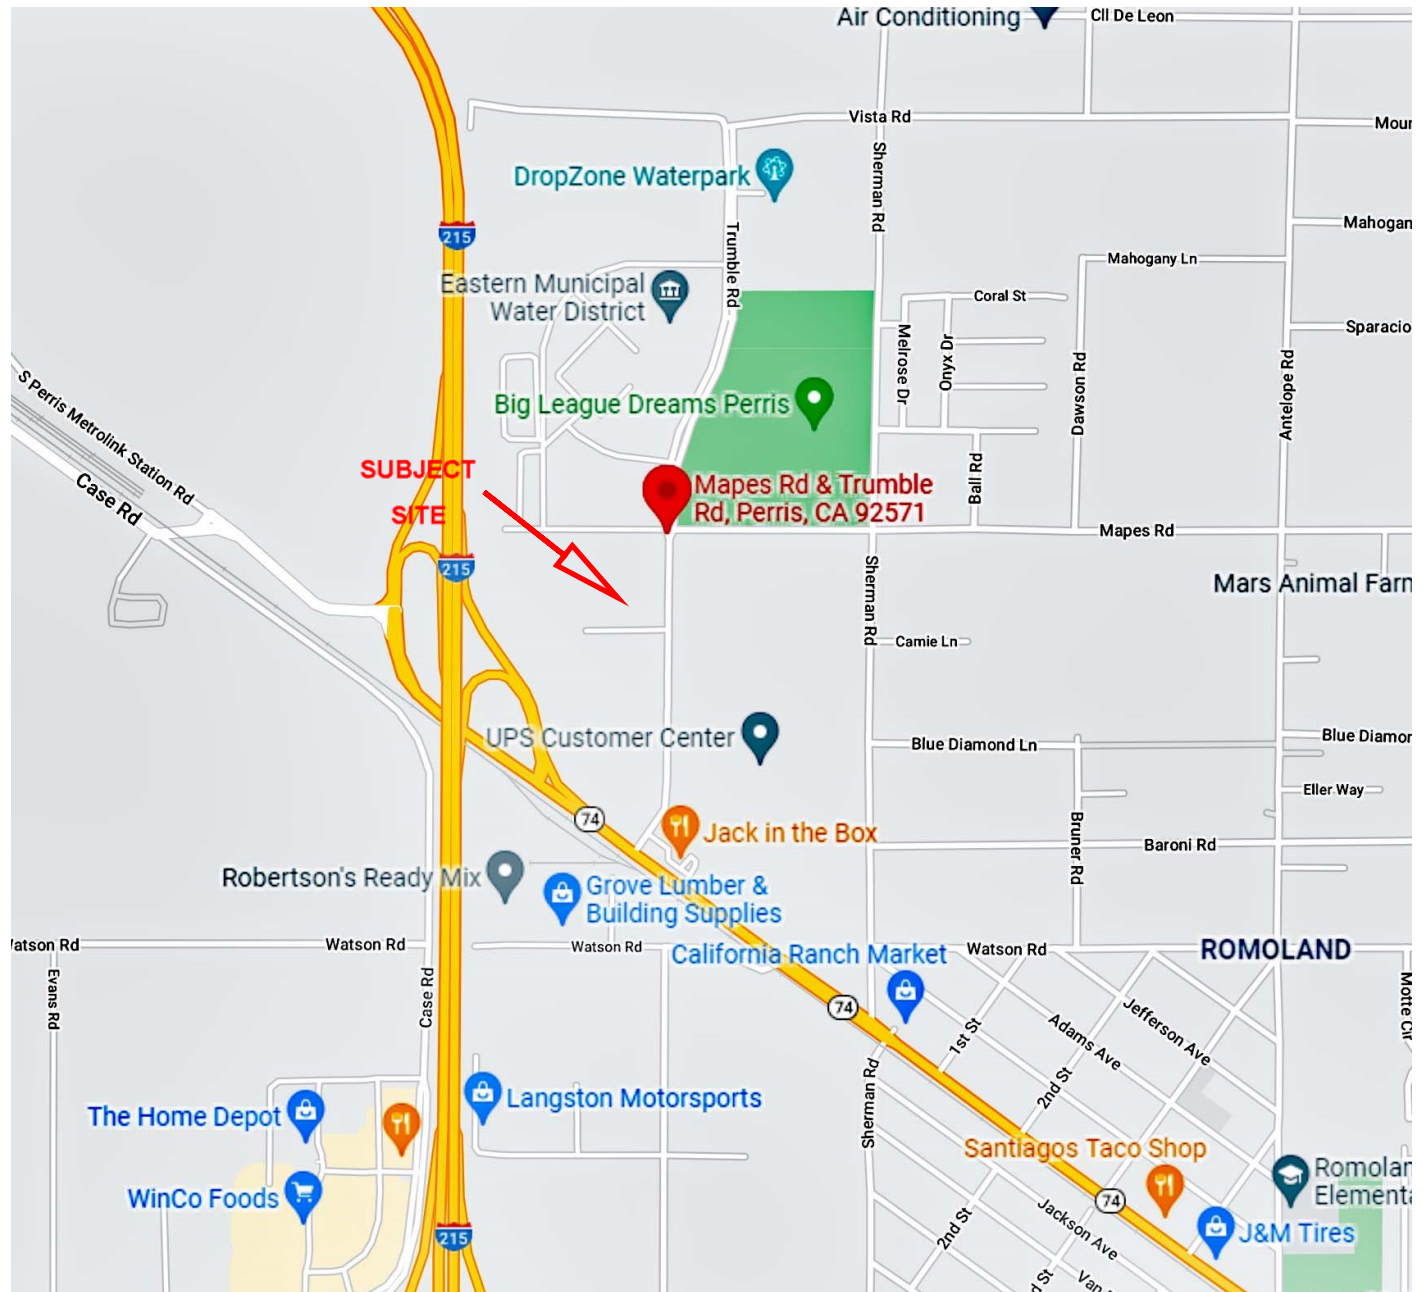 Air Conditioning
Cll De Leon
Vista Rd
Moun
Sherman Rd
DropZone Waterpark
Trumble Rd
215
Mahogan
Mahogany Ln
Eastern Municipal
Water District
Coral St
Sparacio
Melrose Dr
Onyx Dr
Dawson Rd
Antelope Rd
S Perris Metrolink Station Rd
Big League Dreams Perris
Case Rd
SUBJECT
SITE
Ball Rd
Mapes Rd & Trumble
Rd, Perris, CA 92571
Mapes Rd
215
Sherman Rd
Mars Animal Farm
Camie Ln
UPS Customer Center
Blue Diamond Ln
Blue Diamon
Eller Way
74
Jack in the Box
Bruner Rd
Baroni Rd
Robertson's Ready Mix
Grove Lumber &
Building Supplies
Watson Rd
Watson Rd
Watson Rd
California Ranch Market
Watson Rd
ROMOLAND
Evans Rd
Case Rd
Motte Cir
74
1st St
Adams Ave
Jefferson Ave
2nd St
The Home Depot
Langston Motorsports
Sherman Rd
Santiagos Taco Shop
Romolan
Elementa
WinCo Foods
74
215
2nd St
Jackson Ave
J&M Tires
d St
Van